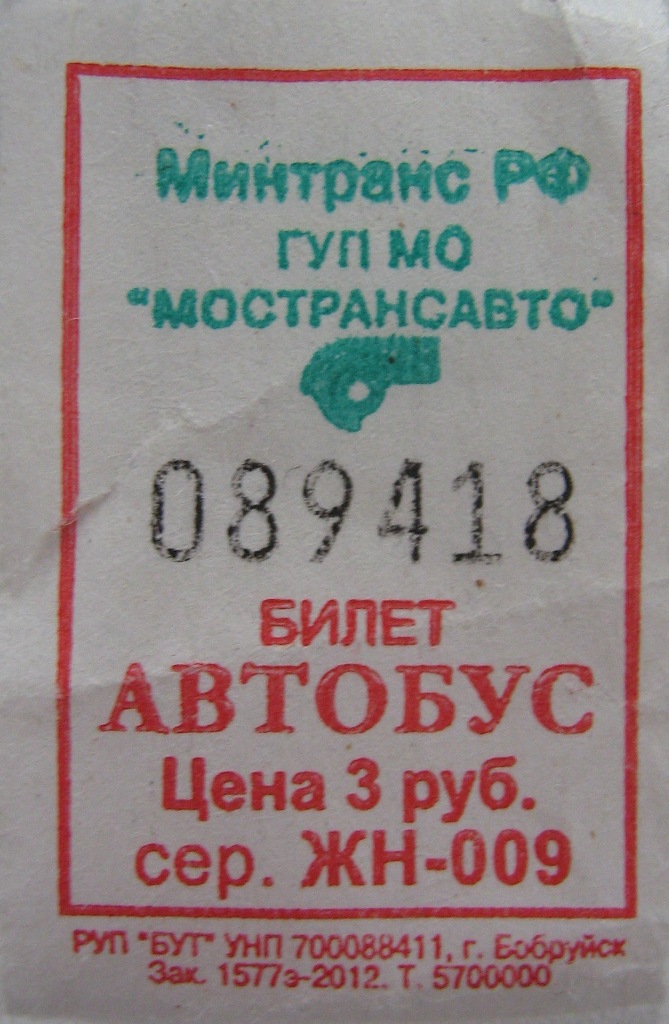 Минтранс РФ
ГУП МО
"МОСТРАНСАВТО"
089418
БИЛЕТ
АВТОБУС
Цена 3 руб.
сер. ЖН-009
РУП "БУТ" УНП 700088411, г. Бобруйск
Зак. 1577э-2012. Т. 5700000